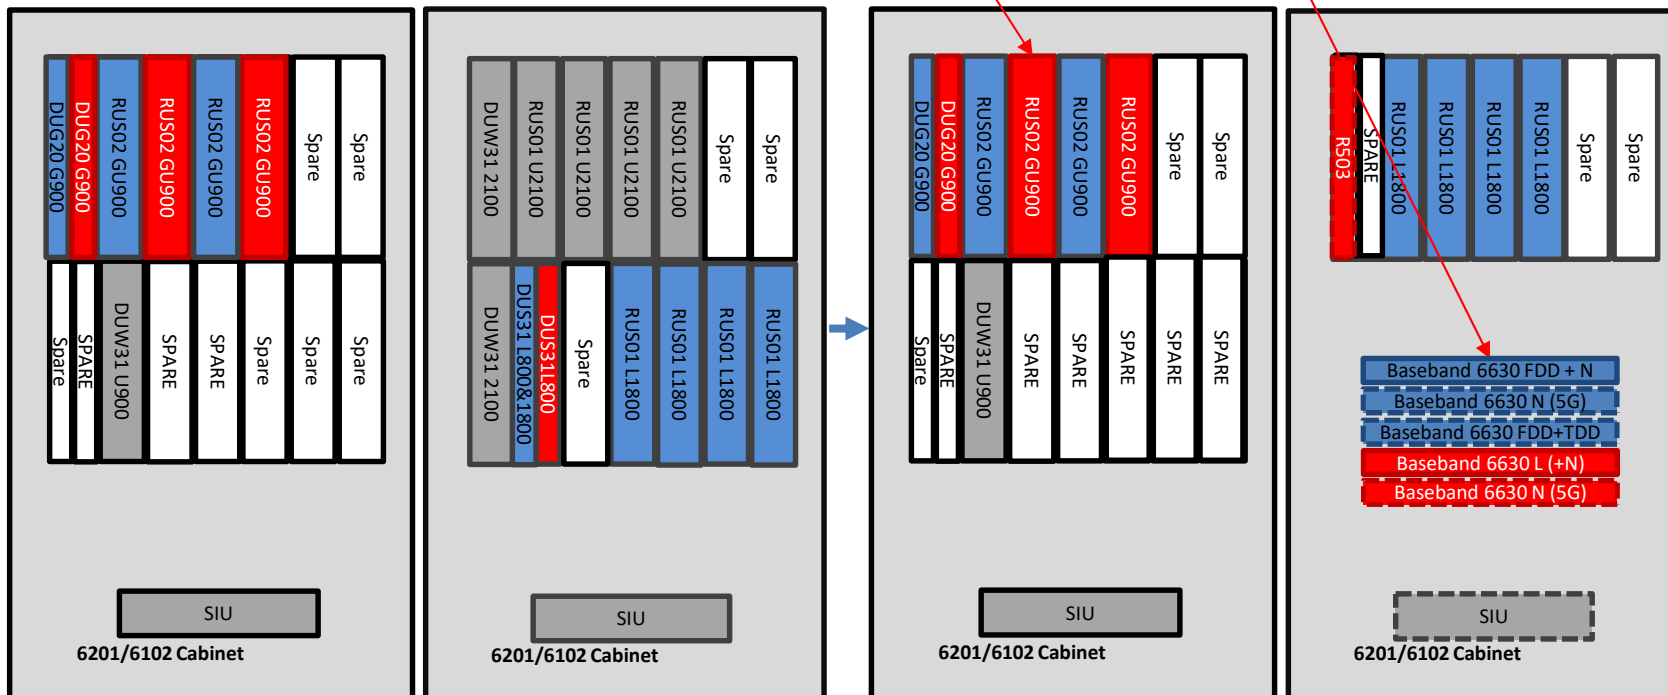 DUG20 G900
DUG20 G900
RUS02 GU900
RUS02 GU900
RUS02 GU900
RUS02 GU900
Spare
Spare
Spare
SPARE
DUW31 U900
SPARE
SPARE
Spare
Spare
Spare
SIU
6201/6102 Cabinet
DUW31 2100
RUS01 U2100
RUS01 U2100
RUS01 U2100
RUS01 U2100
Spare
Spare
DUW31 2100
DUS31 L800&1800
DUS31L800
Spare
RUS01 L1800
RUS01 L1800
RUS01 L1800
RUS01 L1800
SIU
6201/6102 Cabinet
DUG20 G900
DUG20 G900
RUS02 GU900
RUS02 GU900
RUS02 GU900
RUS02 GU900
Spare
Spare
Spare
SPARE
DUW31 U900
SPARE
SPARE
SPARE
SPARE
SPARE
SIU
6201/6102 Cabinet
R503
SPARE
RUS01 L1800
RUS01 L1800
RUS01 L1800
RUS01 L1800
Spare
Spare
Baseband 6630 FDD + N
Baseband 6630 N (5G)
Baseband 6630 FDD+TDD
Baseband 6630 L (+N)
Baseband 6630 N (5G)
SIU
6201/6102 Cabinet